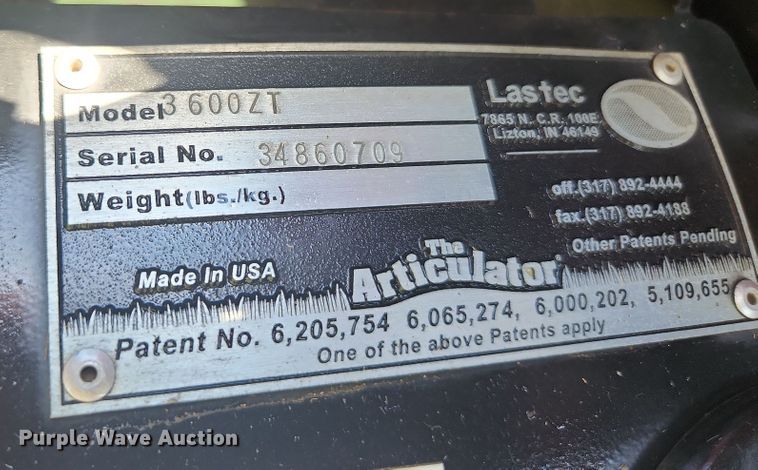 Model 3600ZT
Serial No. 34860709
Weight(lbs./kg.)
Lastec
7865 N. C.R. 100E
Lizton, IN 46149
off.(317) 892-4444
fax.(317) 892-4188
Other Patents Pending
Made In USA
The
Articulator
Patent No. 6,205,754 6,065,274, 6,000,202, 5,109,655
One of the above Patents apply
Purple Wave Auction